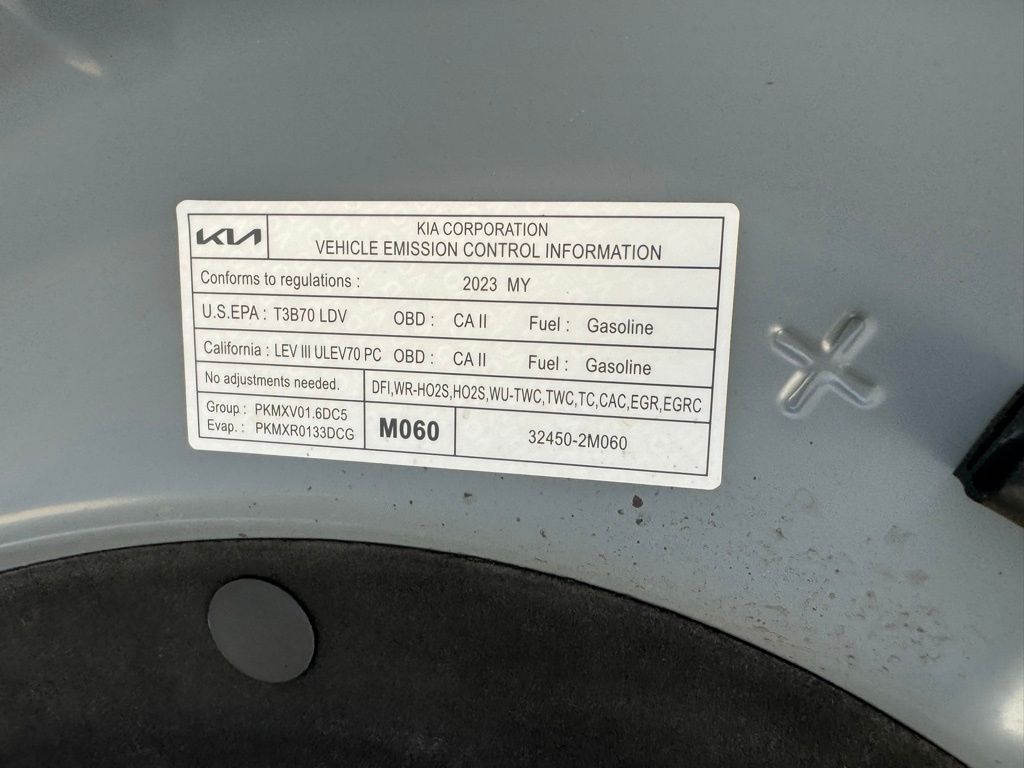 KIA
KIA CORPORATION
VEHICLE EMISSION CONTROL INFORMATION
Conforms to regulations : 2023 MY
U.S.EPA : T3B70 LDV OBD : CA II Fuel : Gasoline
California : LEV III ULEV70 PC OBD : CA II Fuel : Gasoline
No adjustments needed. DFI,WR-HO2S,HO2S,WU-TWC,TWC,TC,CAC,EGR,EGRC
Group : PKMXV01.6DC5
Evap. : PKMXR0133DCG
M060
32450-2M060